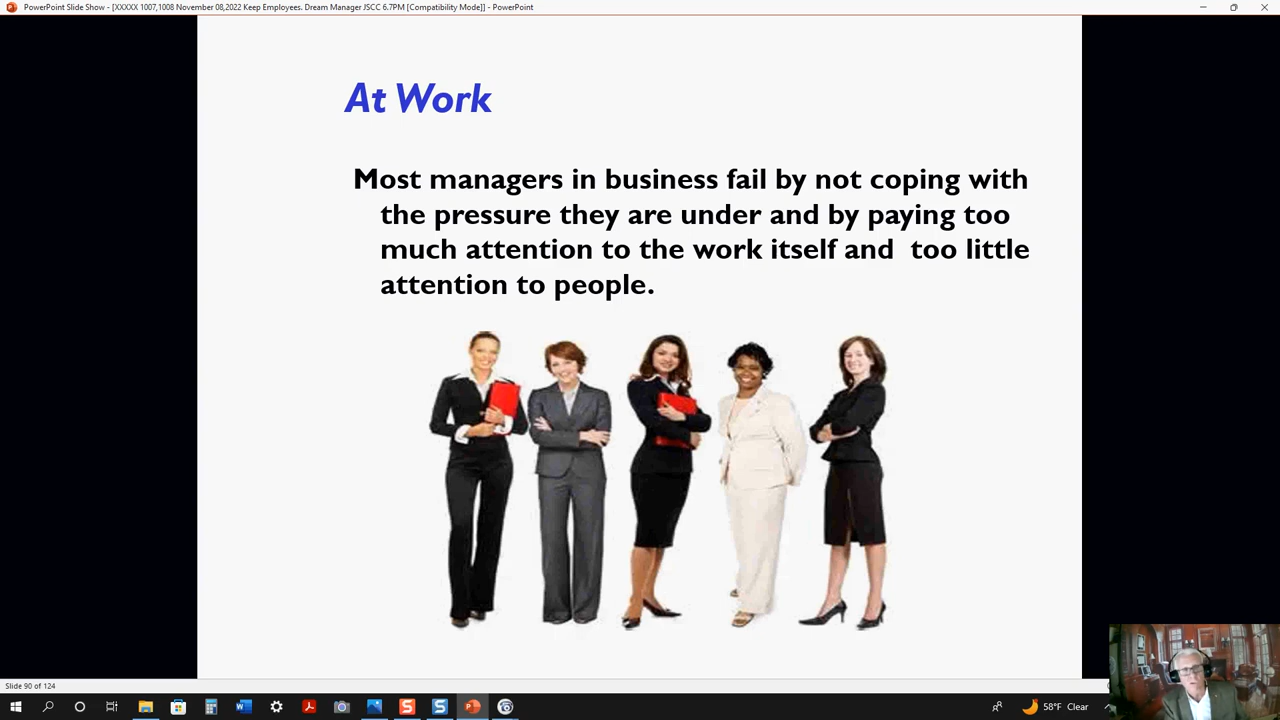 PowerPoint Slide Show - [XXXXX 1007,1008 November 08,2022 Keep Employees. Dream Manager JSCC 6.7PM [Compatibility Mode]] - PowerPoint
At Work
Most managers in business fail by not coping with
the pressure they are under and by paying too
much attention to the work itself and  too little
attention to people.
Slide 90 of 124
58°F Clear